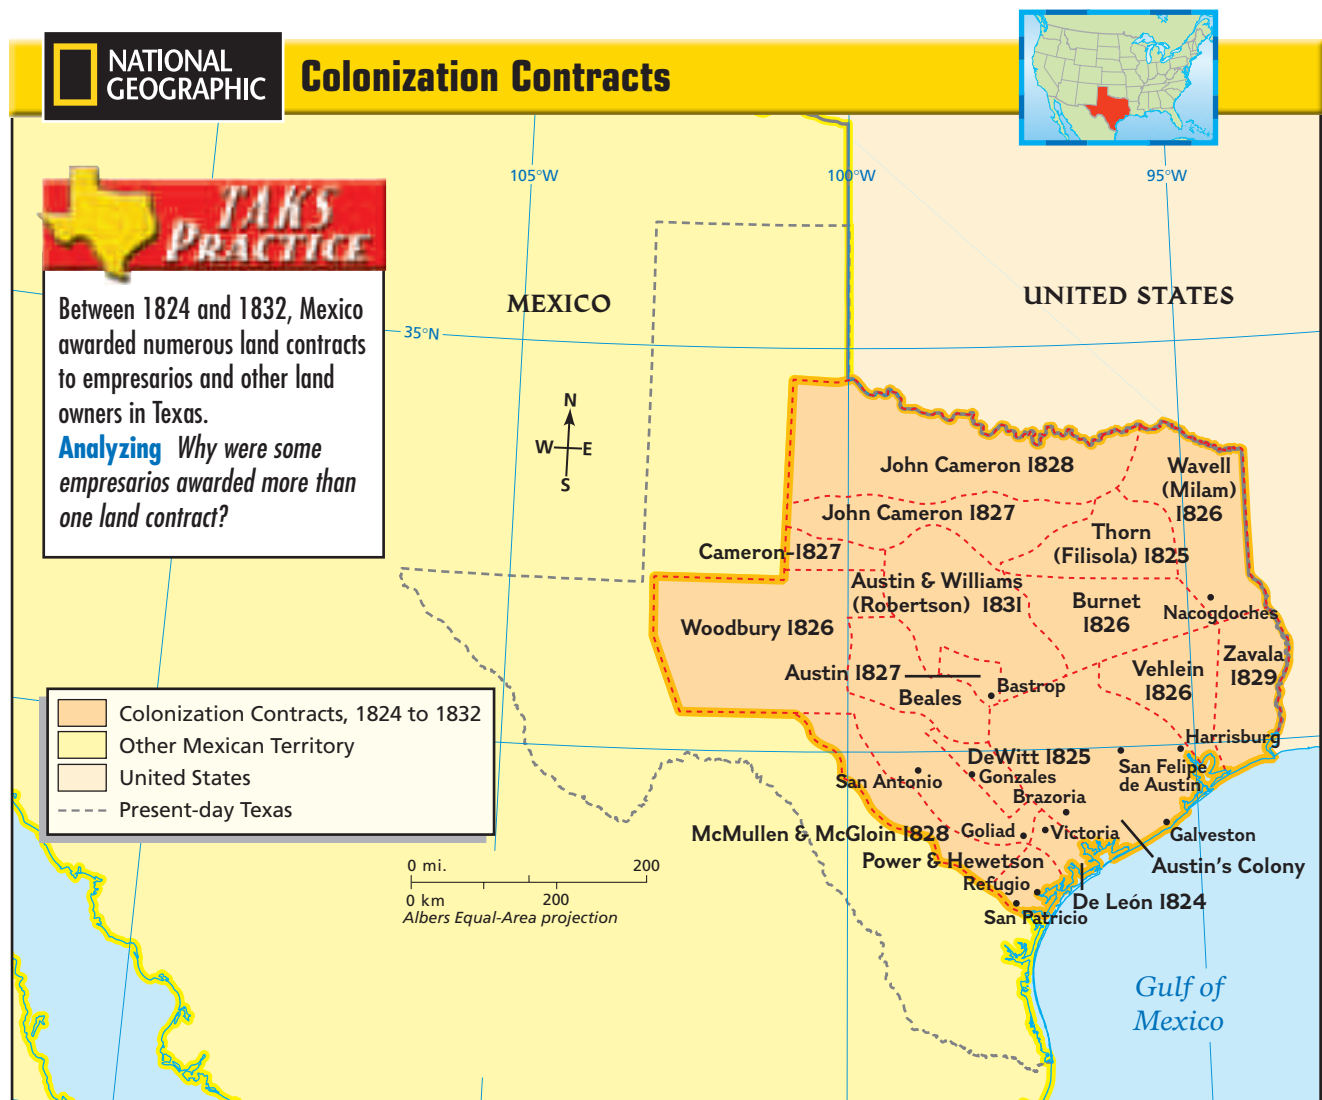 NATIONAL
GEOGRAPHIC
Colonization Contracts
105°W
100°W
95°W
TAKS
PRACTICE
Between 1824 and 1832, Mexico
awarded numerous land contracts
to empresarios and other land
owners in Texas.
Analyzing Why were some
empresarios awarded more than
one land contract?
MEXICO
UNITED STATES
35°N
N
W
E
S
John Cameron 1828
Wavell
(Milam)
1826
John Cameron 1827
Thorn
(Filisola) 1825
Cameron-1827
Austin & Williams
(Robertson) 1831
Burnet
1826
Nacogdoches
Woodbury 1826
Zavala
1829
Vehlein
1826
Austin 1827
Bastrop
Beales
Harrisburg
DeWitt 1825
San Felipe
de Austin
San Antonio
Gonzales
Brazoria
McMullen & McGloin 1828
Goliad
Victoria
Galveston
Power & Hewetson
Austin's Colony
Refugio
De León 1824
San Patricio
Gulf of
Mexico
Colonization Contracts, 1824 to 1832
Other Mexican Territory
United States
Present-day Texas
0 mi.
200
0 km
200
Albers Equal-Area projection